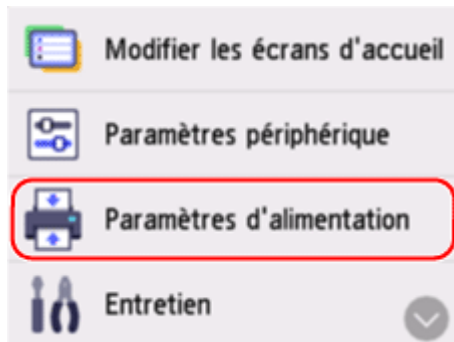 Modifier les écrans d'accueil
Paramètres périphérique
Paramètres d'alimentation
Entretien